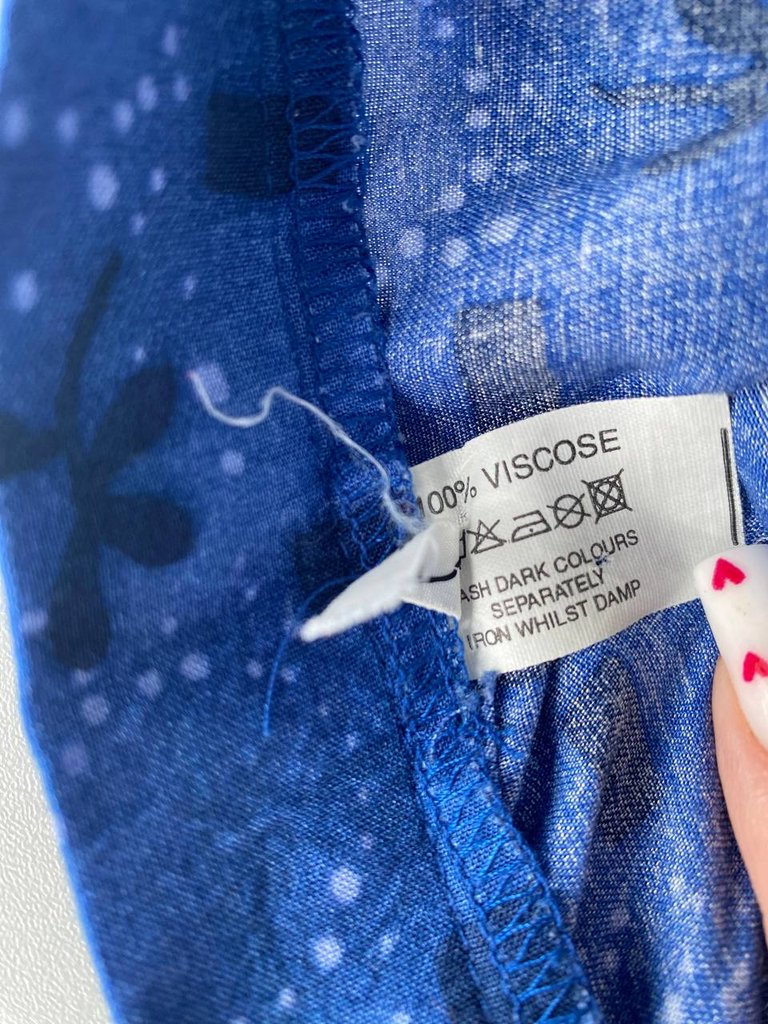 100% VISCOSE
ASH DARK COLOURS
SEPARATELY
IRON WHILST DAMP